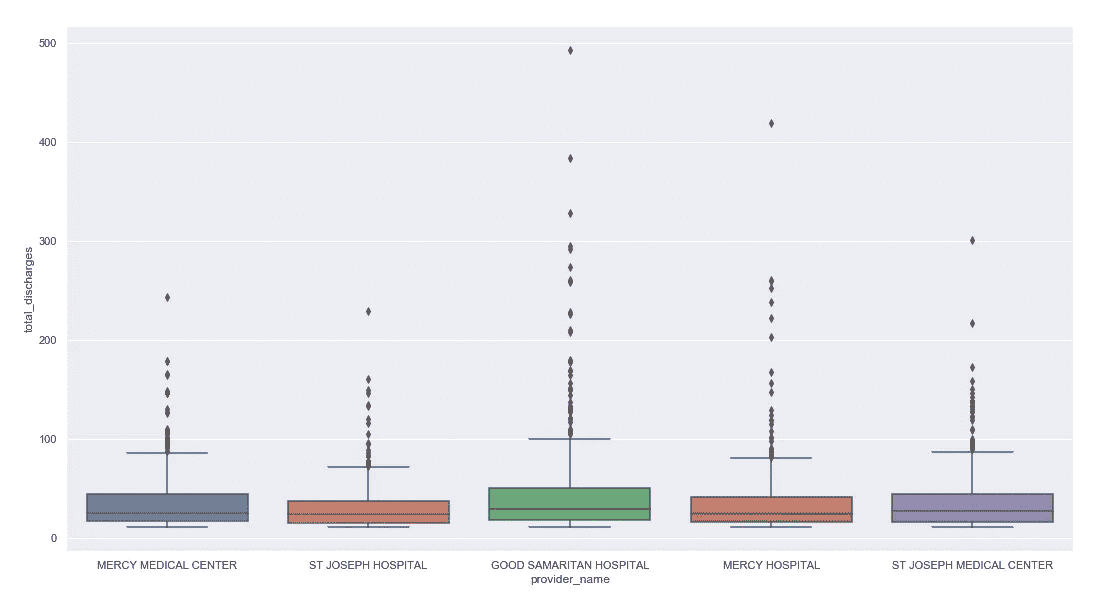 500
400
300
200
100
0
total_discharges
MERCY MEDICAL CENTER
ST JOSEPH HOSPITAL
GOOD SAMARITAN HOSPITAL
MERCY HOSPITAL
ST JOSEPH MEDICAL CENTER
provider_name